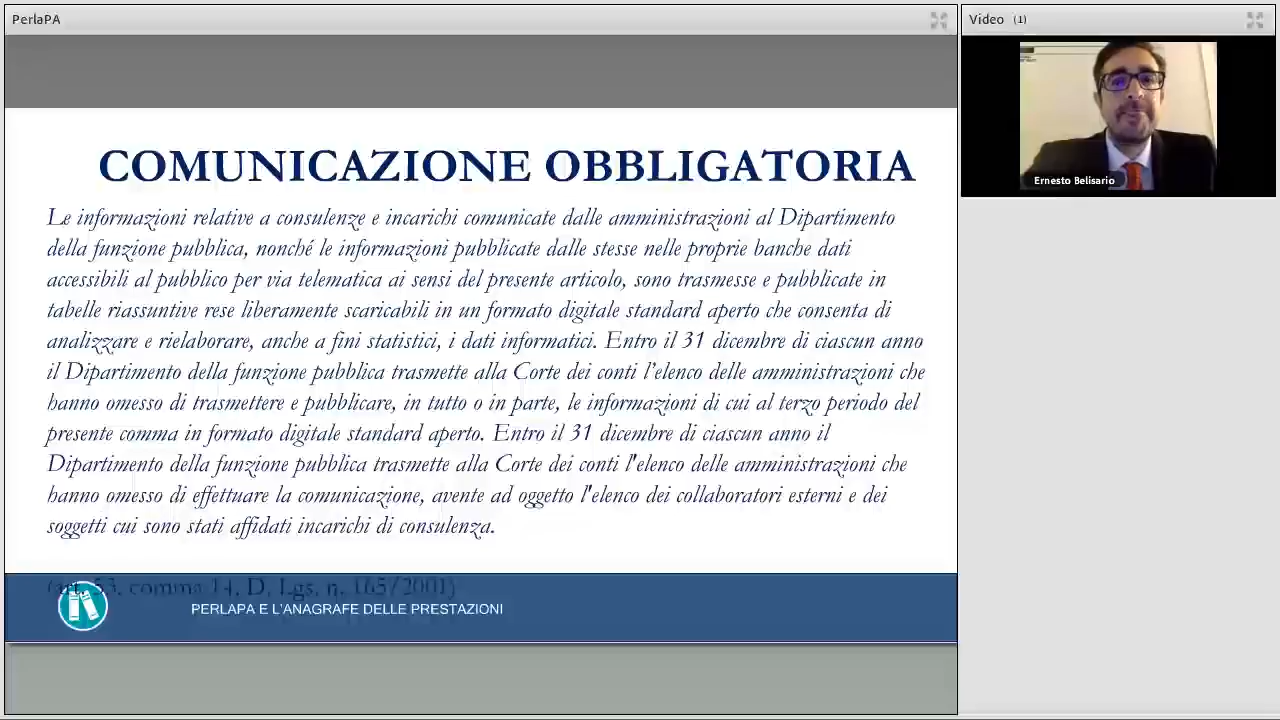 PerlaPA
Video (1)
Ernesto Belisario
COMUNICAZIONE OBBLIGATORIA
Le informazioni relative a consulenze e incarichi comunicate dalle amministrazioni al Dipartimento
della funzione pubblica, nonché le informazioni pubblicate dalle stesse nelle proprie banche dati
accessibili al pubblico per via telematica ai sensi del presente articolo, sono trasmesse e pubblicate in
tabelle riassuntive rese liberamente scaricabili in un formato digitale standard aperto che consenta di
analizzare e rielaborare, anche a fini statistici, i dati informatici. Entro il 31 dicembre di ciascun anno
il Dipartimento della funzione pubblica trasmette alla Corte dei conti l’elenco delle amministrazioni che
hanno omesso di trasmettere e pubblicare, in tutto o in parte, le informazioni di cui al terzo periodo del
presente comma in formato digitale standard aperto. Entro il 31 dicembre di ciascun anno il
Dipartimento della funzione pubblica trasmette alla Corte dei conti l'elenco delle amministrazioni che
hanno omesso di effettuare la comunicazione, avente ad oggetto l'elenco dei collaboratori esterni e dei
soggetti cui sono stati affidati incarichi di consulenza.
(art. 53, comma 14, D. Lgs. n. 165/2001)
PERLAPA E L’ANAGRAFE DELLE PRESTAZIONI